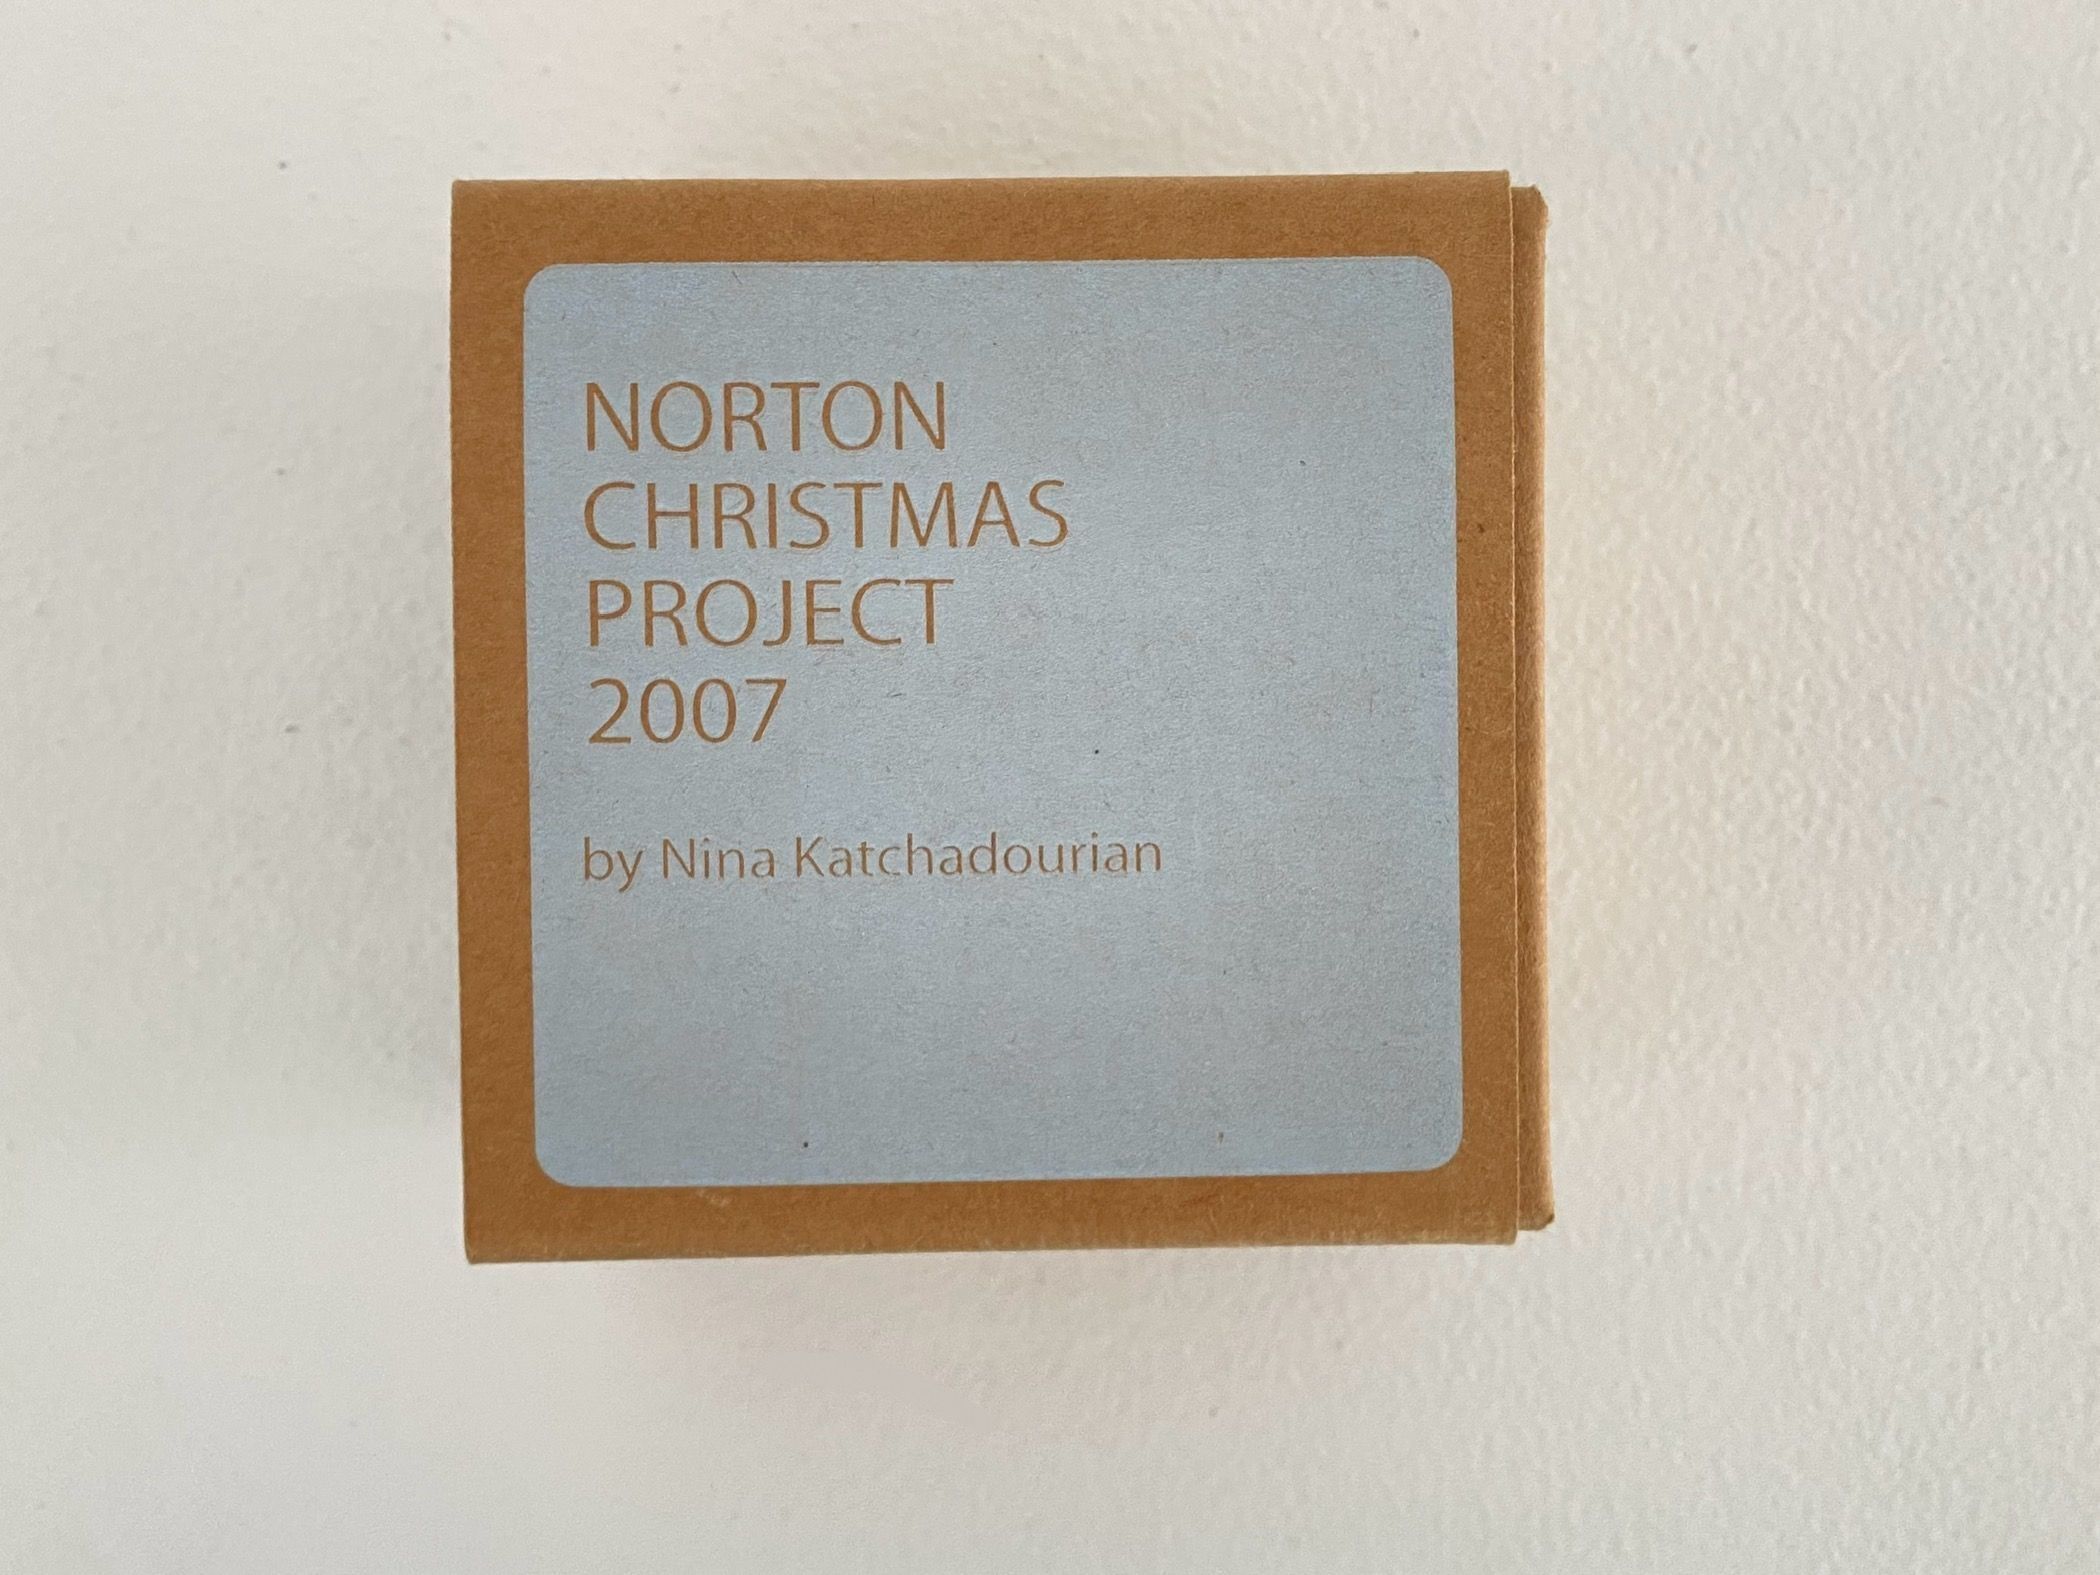 NORTON
CHRISTMAS
PROJECT
2007
by Nina Katchadourian